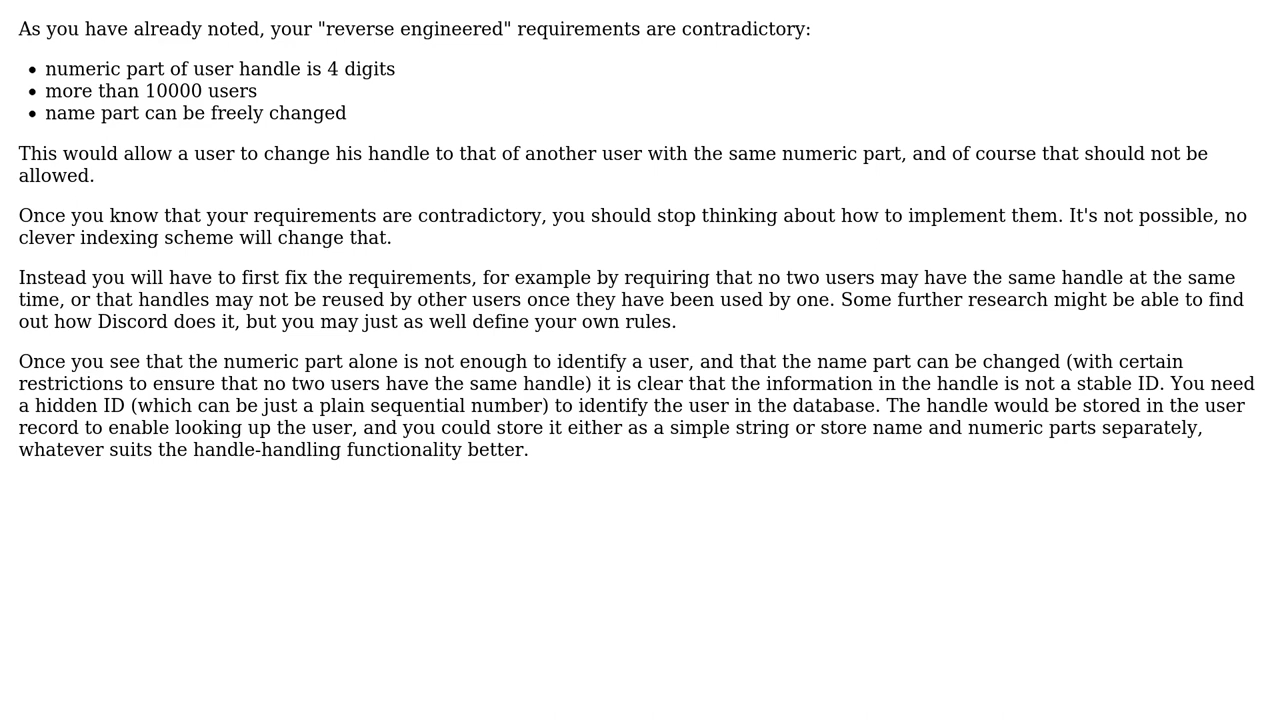 As you have already noted, your "reverse engineered" requirements are contradictory:
• numeric part of user handle is 4 digits
• more than 10000 users
• name part can be freely changed
This would allow a user to change his handle to that of another user with the same numeric part, and of course that should not be
allowed.
Once you know that your requirements are contradictory, you should stop thinking about how to implement them. It's not possible, no
clever indexing scheme will change that.
Instead you will have to first fix the requirements, for example by requiring that no two users may have the same handle at the same
time, or that handles may not be reused by other users once they have been used by one. Some further research might be able to find
out how Discord does it, but you may just as well define your own rules.
Once you see that the numeric part alone is not enough to identify a user, and that the name part can be changed (with certain
restrictions to ensure that no two users have the same handle) it is clear that the information in the handle is not a stable ID. You need
a hidden ID (which can be just a plain sequential number) to identify the user in the database. The handle would be stored in the user
record to enable looking up the user, and you could store it either as a simple string or store name and numeric parts separately,
whatever suits the handle-handling functionality better.